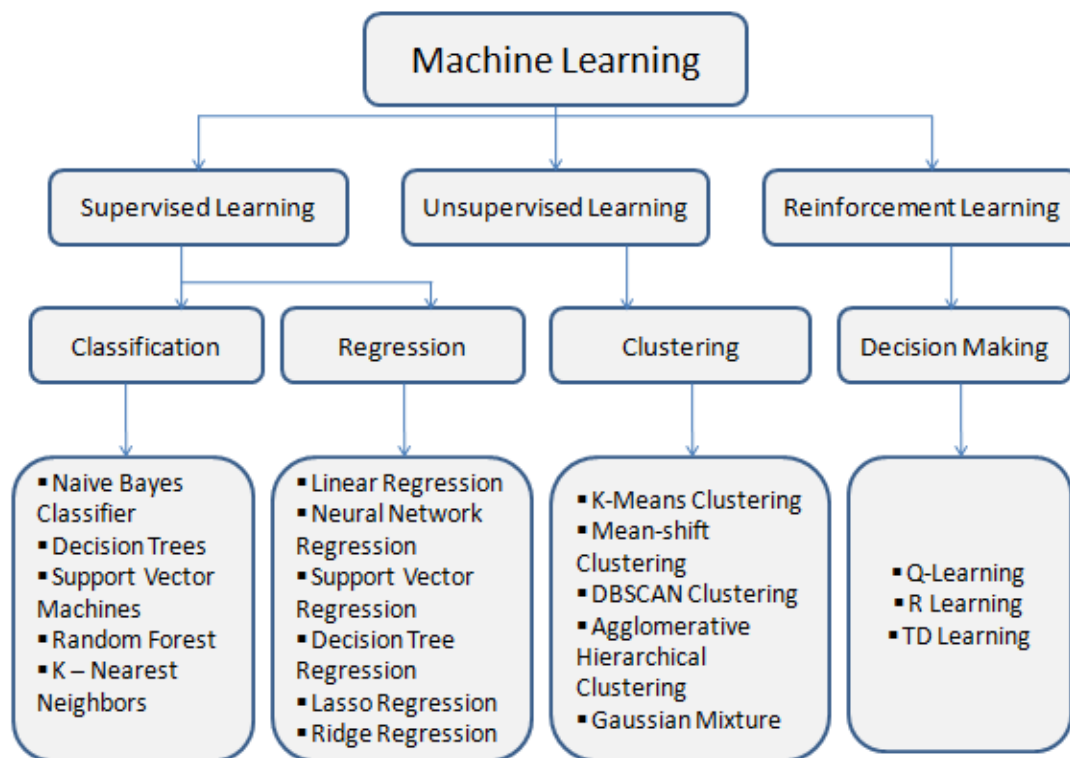 Machine Learning
Supervised Learning
Unsupervised Learning
Reinforcement Learning
Classification
Regression
Clustering
Decision Making
▪ Naive Bayes
Classifier
▪ Decision Trees
▪ Support Vector
Machines
▪ Random Forest
▪ K – Nearest
Neighbors
▪ Linear Regression
▪ Neural Network
Regression
▪ Support Vector
Regression
▪ Decision Tree
Regression
▪ Lasso Regression
▪ Ridge Regression
▪ K-Means Clustering
▪ Mean-shift
Clustering
▪ DBSCAN Clustering
▪ Agglomerative
Hierarchical
Clustering
▪ Gaussian Mixture
▪ Q-Learning
▪ R Learning
▪ TD Learning